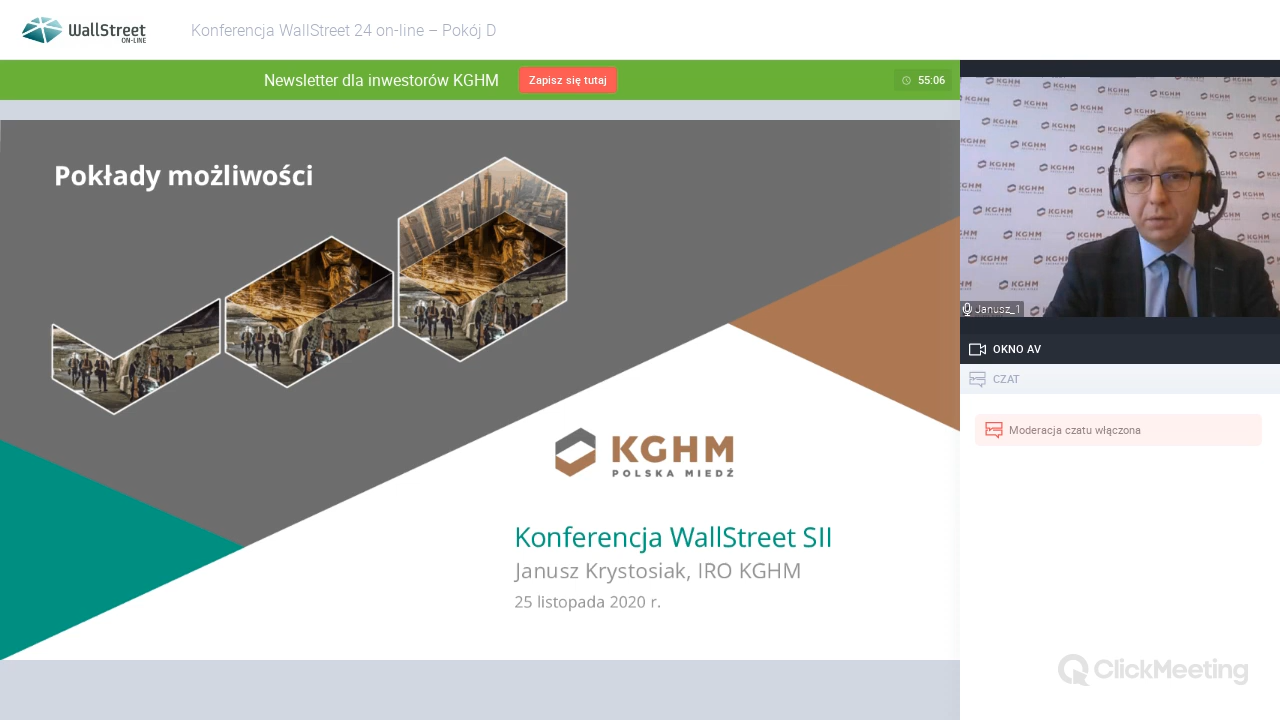 WallStreet
ON-LINE
Konferencja WallStreet 24 on-line – Pokój D
Newsletter dla inwestorów KGHM
Zapisz się tutaj
55:06
Pokłady możliwości
KGHM
POLSKA MIEDŹ
Konferencja WallStreet SII
Janusz Krystosiak, IRO KGHM
25 listopada 2020 r.
KGHM
Janusz_1
OKNO AV
CZAT
Moderacja czatu włączona
ClickMeeting